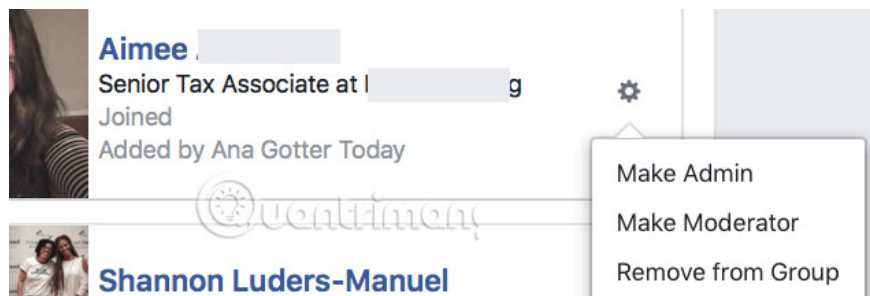 Aimee
Senior Tax Associate at
Joined
Added by Ana Gotter Today
Make Admin
Make Moderator
Remove from Group
Quantrimang
Shannon Luders-Manuel